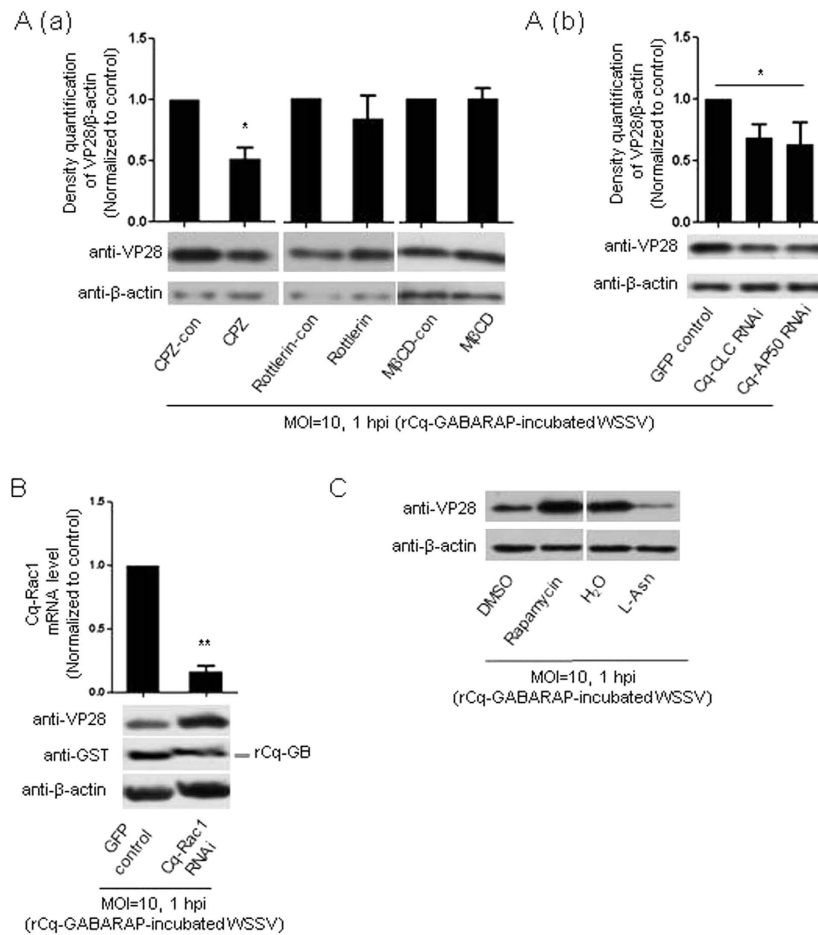 A (a)
Density quantification
of VP28/β-actin
(Normalized to control)
1.5
1.0
0.5
0.0
*
anti-VP28
anti-β-actin
CPZ-con
CPZ
Rottlerin-con
Rottlerin
MβCD-con
MβCD
A (b)
Density quantification
of VP28/β-actin
(Normalized to control)
1.5
1.0
0.5
0.0
*
anti-VP28
anti-β-actin
GFP control
Cq-CLC RNAi
Cq-AP50 RNAi
MOI=10, 1 hpi (rCq-GABARAP-incubated WSSV)
B
Cq-Rac1
mRNA level
(Normalized to control)
1.5
1.0
0.5
0.0
**
anti-VP28
anti-GST
rCq-GB
anti-β-actin
GFP
control
Cq-Rac1
RNAi
MOI=10, 1 hpi
(rCq-GABARAP-incubated WSSV)
C
anti-VP28
anti-β-actin
DMSO
Rapamycin
H₂O
L-Asn
MOI=10, 1 hpi
(rCq-GABARAP-incubated WSSV)